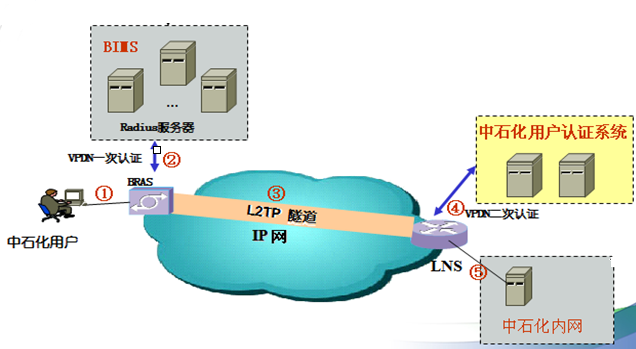 BIMS
...
Radius服务器
VPDN一次认证
②
中石化用户认证系统
BRAS
①
③
L2TP 隧道
④
VPDN二次认证
IP 网
中石化用户
LNS
⑤
中石化内网